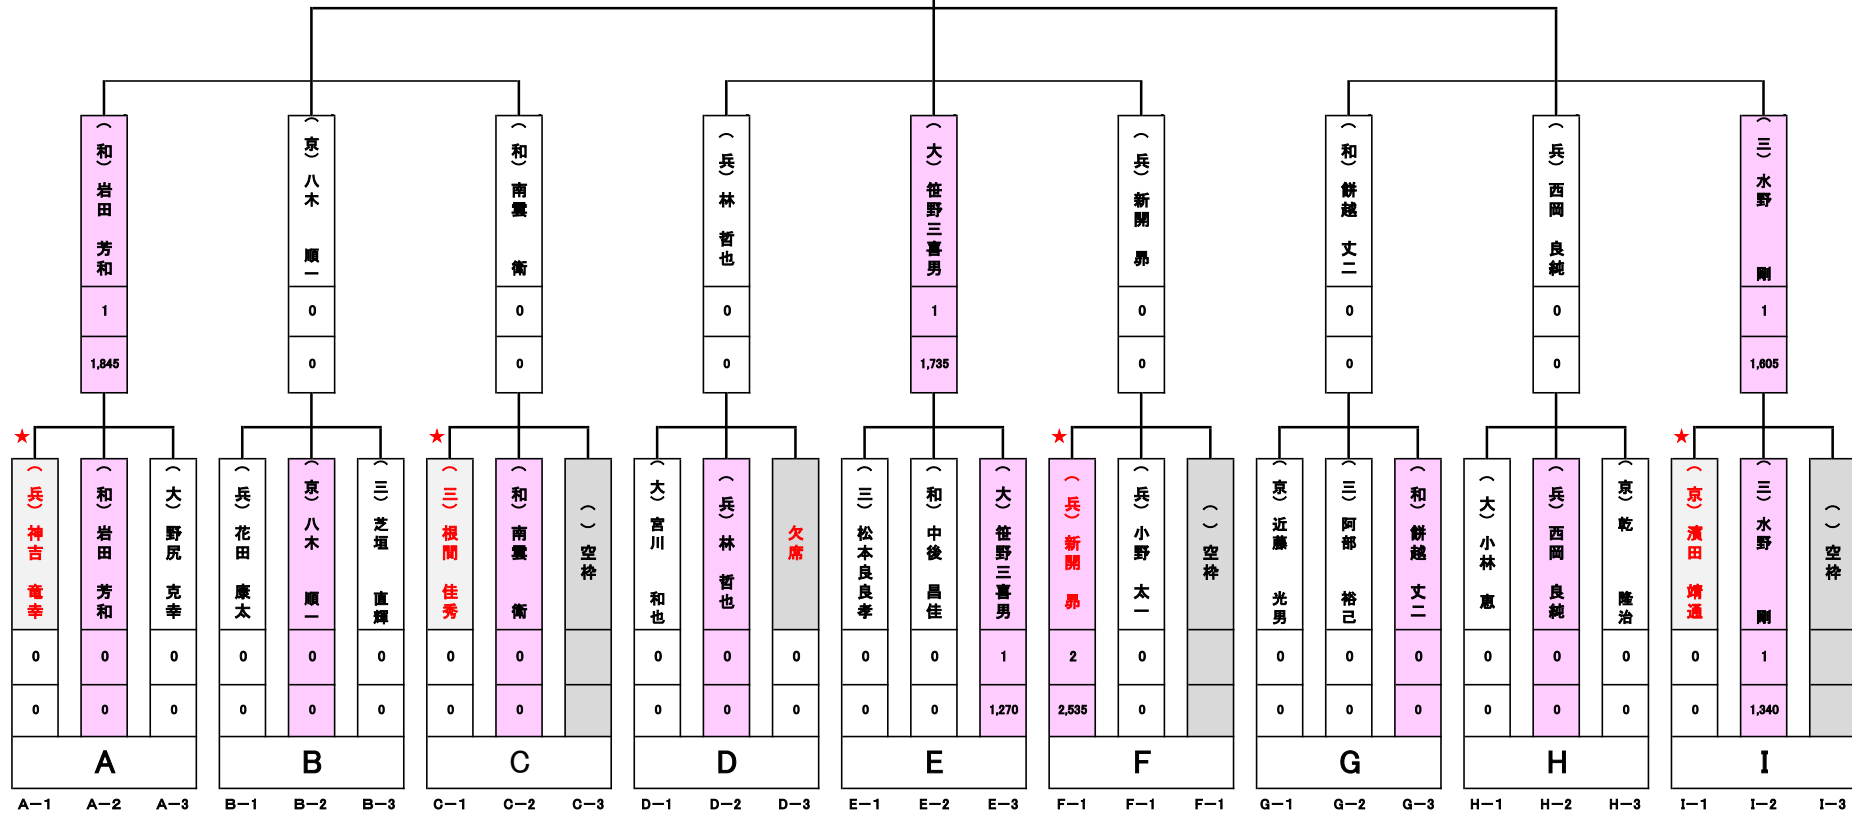 （和）岩田　芳和
1
1,845
（京）八木　順一
0
0
（和）南雲　衛
0
0
（兵）林　哲也
0
0
（大）笹野三喜男
1
1,735
（兵）新開　昴
0
0
（和）餅越　丈二
0
0
（兵）西岡　良純
0
0
（三）水野　剛
1
1,605
★
（兵）神吉　竜幸
0
0
（和）岩田　芳和
0
0
（大）野尻　克幸
0
0
（兵）花田　康太
0
0
（京）八木　順一
0
0
（三）芝垣　直輝
0
0
★
（三）根間　佳秀
0
0
（和）南雲　衛
0
0
（ ）空枠
（大）宮川　和也
0
0
（兵）林　哲也
0
0
欠席
0
0
（三）松本良良孝
0
0
（和）中後　昌佳
0
0
（大）笹野三喜男
1
1,270
★
（兵）新開　昴
2
2,535
（兵）小野　太一
0
0
（ ）空枠
（京）近藤　光男
0
0
（三）阿部　裕己
0
0
（和）餅越　丈二
0
0
（大）小林　恵
0
0
（兵）西岡　良純
0
0
（京）乾　隆治
0
0
★
（京）濱田　靖通
0
0
（三）水野　剛
1
1,340
（ ）空枠
A
B
C
D
E
F
G
H
I
A－1
A－2
A－3
B－1
B－2
B－3
C－1
C－2
C－3
D－1
D－2
D－3
E－1
E－2
E－3
F－1
F－1
F－1
G－1
G－2
G－3
H－1
H－2
H－3
I－1
I－2
I－3